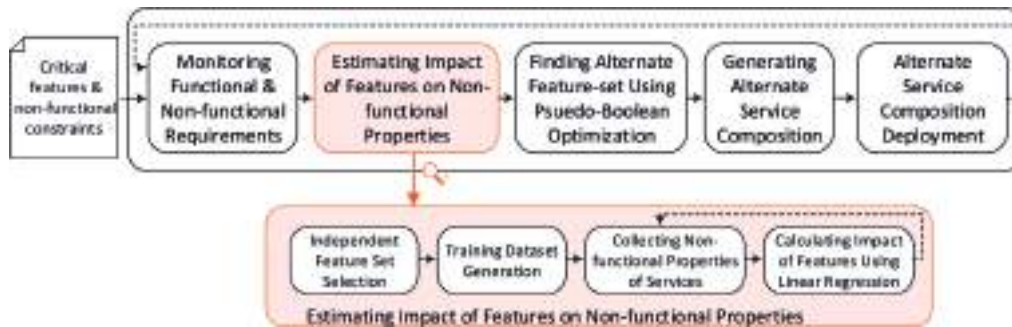 Critical
features &
non-functional
constraints
Monitoring
Functional &
Non-functional
Requirements
Estimating Impact
of Features on Non-
functional
Properties
Finding Alternate
Feature-set Using
Psuedo-Boolean
Optimization
Generating
Alternate
Service
Composition
Alternate
Service
Composition
Deployment
Independent
Feature Set
Selection
Training Dataset
Generation
Collecting Non-
functional Properties
of Services
Calculating Impact
of Features Using
Linear Regression
Estimating Impact of Features on Non-functional Properties